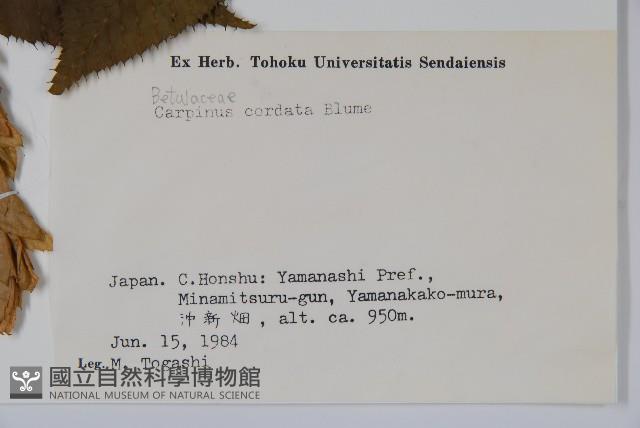 Ex Herb. Tohoku Universitatis Sendaiensis
Betulaceae
Carpinus cordata Blume
Japan. C.Honshu: Yamanashi Pref.,
Minamitsuru-gun, Yamanakako-mura,
沖新畑, alt. ca. 950m.
Jun. 15, 1984
Leg. M. Togashi
國立自然科學博物館
NATIONAL MUSEUM OF NATURAL SCIENCE